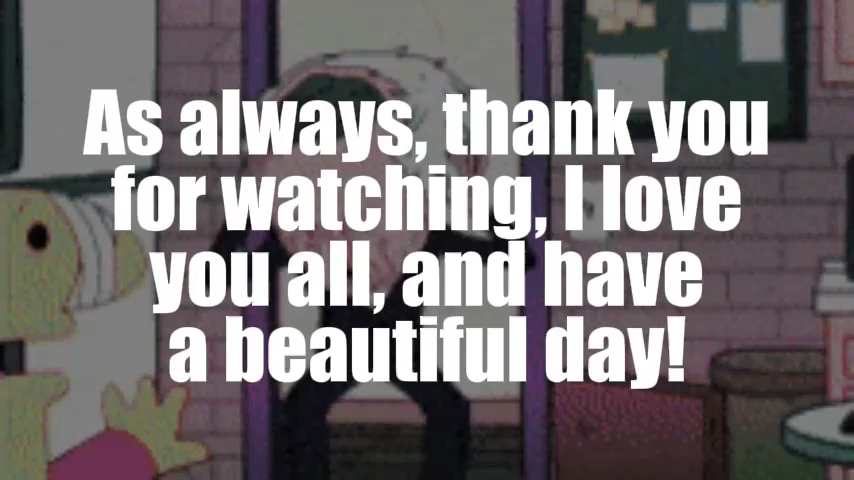 As always, thank you
for watching, I love
you all, and have
a beautiful day!